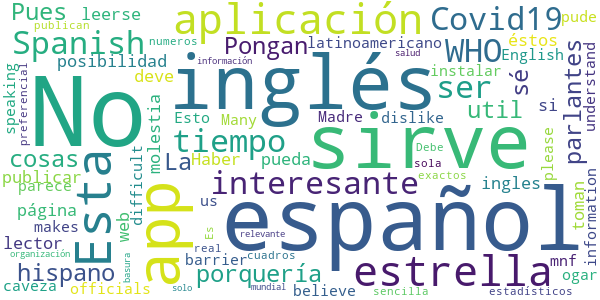 Pues leerse
publican
Spanish
numeros
posibilidad
aplicación
Covid19
pude
Pongan
latinoamericano
WHO
éstos
English
información
salud
instalar
speaking
preferencial
No
inglés
ser
sé
si
parlantes
understand
deve
molestia
Esto
Many
Madre
dislike
util
cosas
tiempo
sirve
Debe
sola
exactos
please
La
Haber
pueda
ingles
toman
information
publicar
parece
Esta
difficult
app
interesante
página
web
us
español
makes
lector
Es
real
relevante
barrier
cuadros
estrella
mnf
ogar
hispano
porquería
caveza
officials
believe
sencilla
estadísticos
organización
basura
solo
mundial